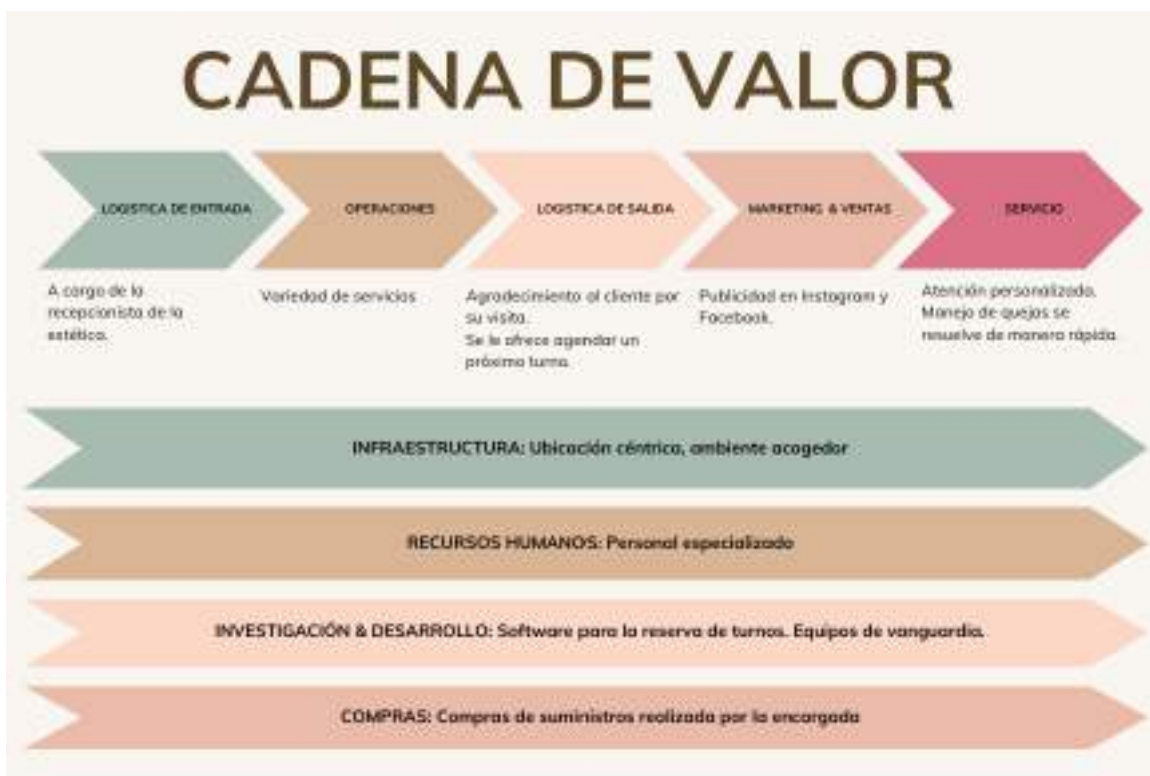 CADENA DE VALOR
LOGISTICA DE ENTRADA
OPERACIONES
LOGISTICA DE SALIDA
MARKETING & VENTAS
SERVICIO
A cargo de la
recepcionista de la
estética.
Variedad de servicios
Agradecimiento al cliente por
su visita.
Se le ofrece agendar un
próximo turno.
Publicidad en Instagram y
Facebook.
Atención personalizada.
Manejo de quejas se
resuelve de manera rápida.
INFRAESTRUCTURA: Ubicación céntrica, ambiente acogedor
RECURSOS HUMANOS: Personal especializado
INVESTIGACIÓN & DESARROLLO: Software para la reserva de turnos. Equipos de vanguardia.
COMPRAS: Compras de suministros realizada por la encargada